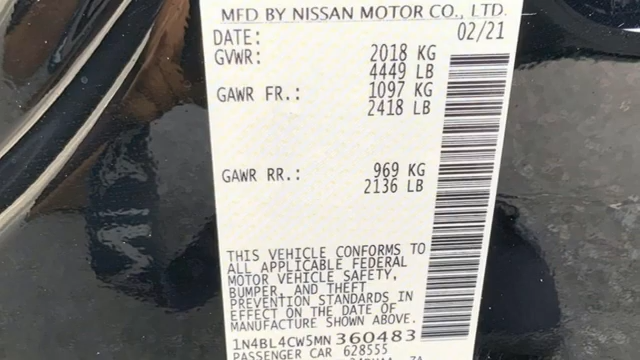 MFD BY NISSAN MOTOR CO., LTD.
DATE: 02/21
GVWR: 2018 KG
4449 LB
GAWR FR.: 1097 KG
2418 LB
GAWR RR.: 969 KG
2136 LB
THIS VEHICLE CONFORMS TO
ALL APPLICABLE FEDERAL
MOTOR VEHICLE SAFETY,
BUMPER, AND THEFT
PREVENTION STANDARDS IN
EFFECT ON THE DATE OF
MANUFACTURE SHOWN ABOVE.
1N4BL4CW5MN 360483
PASSENGER CAR 628555